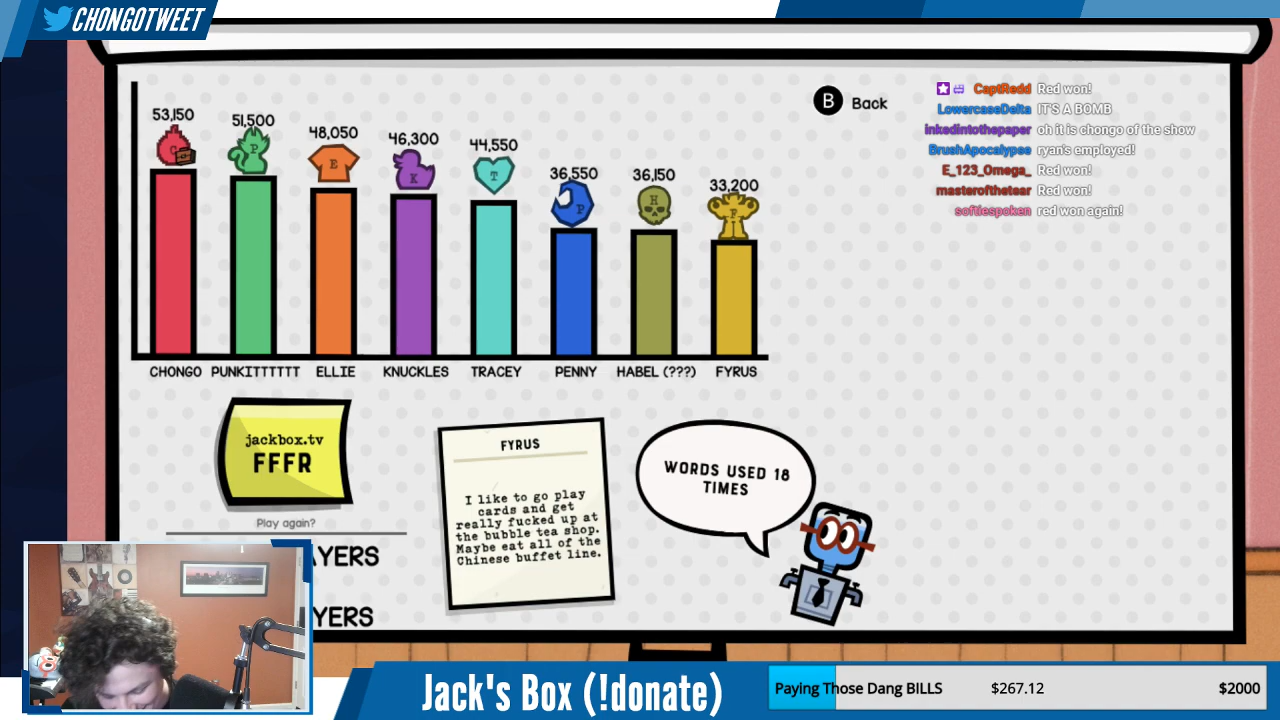 CHONGOTWEET
53,150
51,500
48,050
46,300
44,550
36,550
36,150
33,200
C
P
E
K
T
P
H
F
CHONGO PUNKITTTTTT ELLIE KNUCKLES TRACEY PENNY HABEL (???) FYRUS
B Back
CaptRedd Red won!
LowercaseDelta IT'S A BOMB
inkedintothepaper oh it is chongo of the show
BrushApocalypse ryan's employed!
E_123_Omega_ Red won!
masterofthetear Red won!
softiespoken red won again!
jackbox.tv
FFFR
Play again?
AYERS
YERS
FYRUS
I like to go play
cards and get
really fucked up at
the bubble tea shop.
Maybe eat all of the
Chinese buffet line.
WORDS USED 18
TIMES
Jack's Box (!donate)
Paying Those Dang BILLS $267.12 $2000